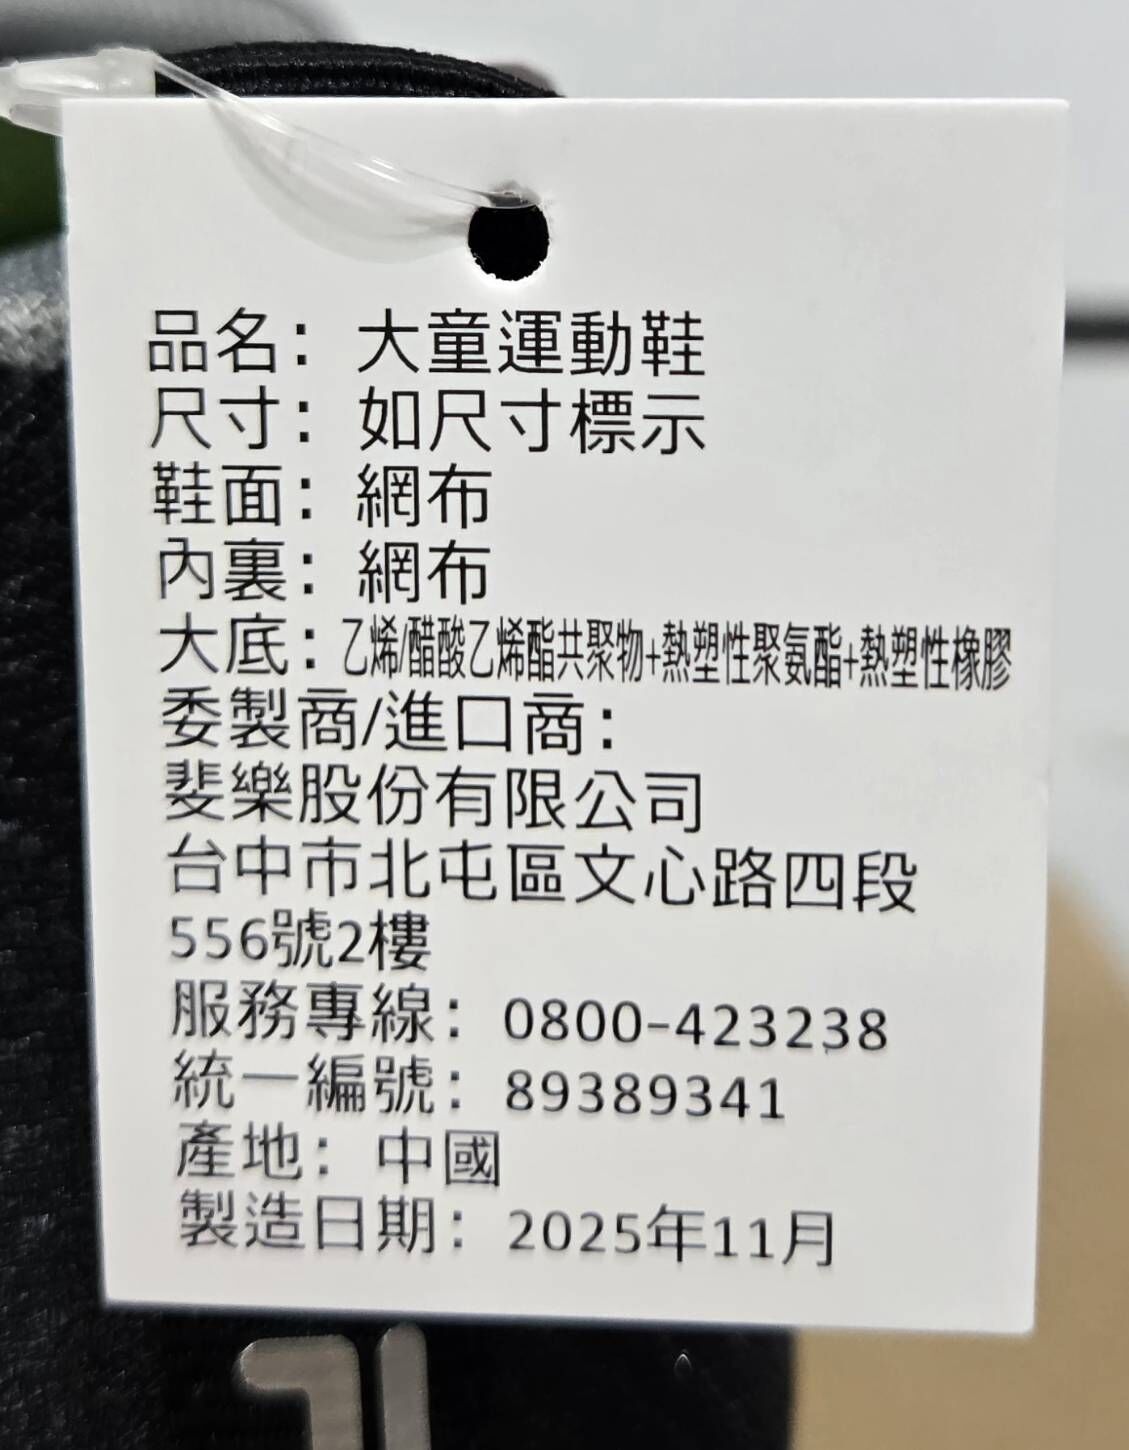 品名：大童運動鞋
尺寸：如尺寸標示
鞋面：網布
內裏：網布
大底：乙烯/醋酸乙烯酯共聚物+熱塑性聚氨酯+熱塑性橡膠
委製商/進口商：
斐樂股份有限公司
台中市北屯區文心路四段
556號2樓
服務專線：0800-423238
統一編號：89389341
產地：中國
製造日期：2025年11月